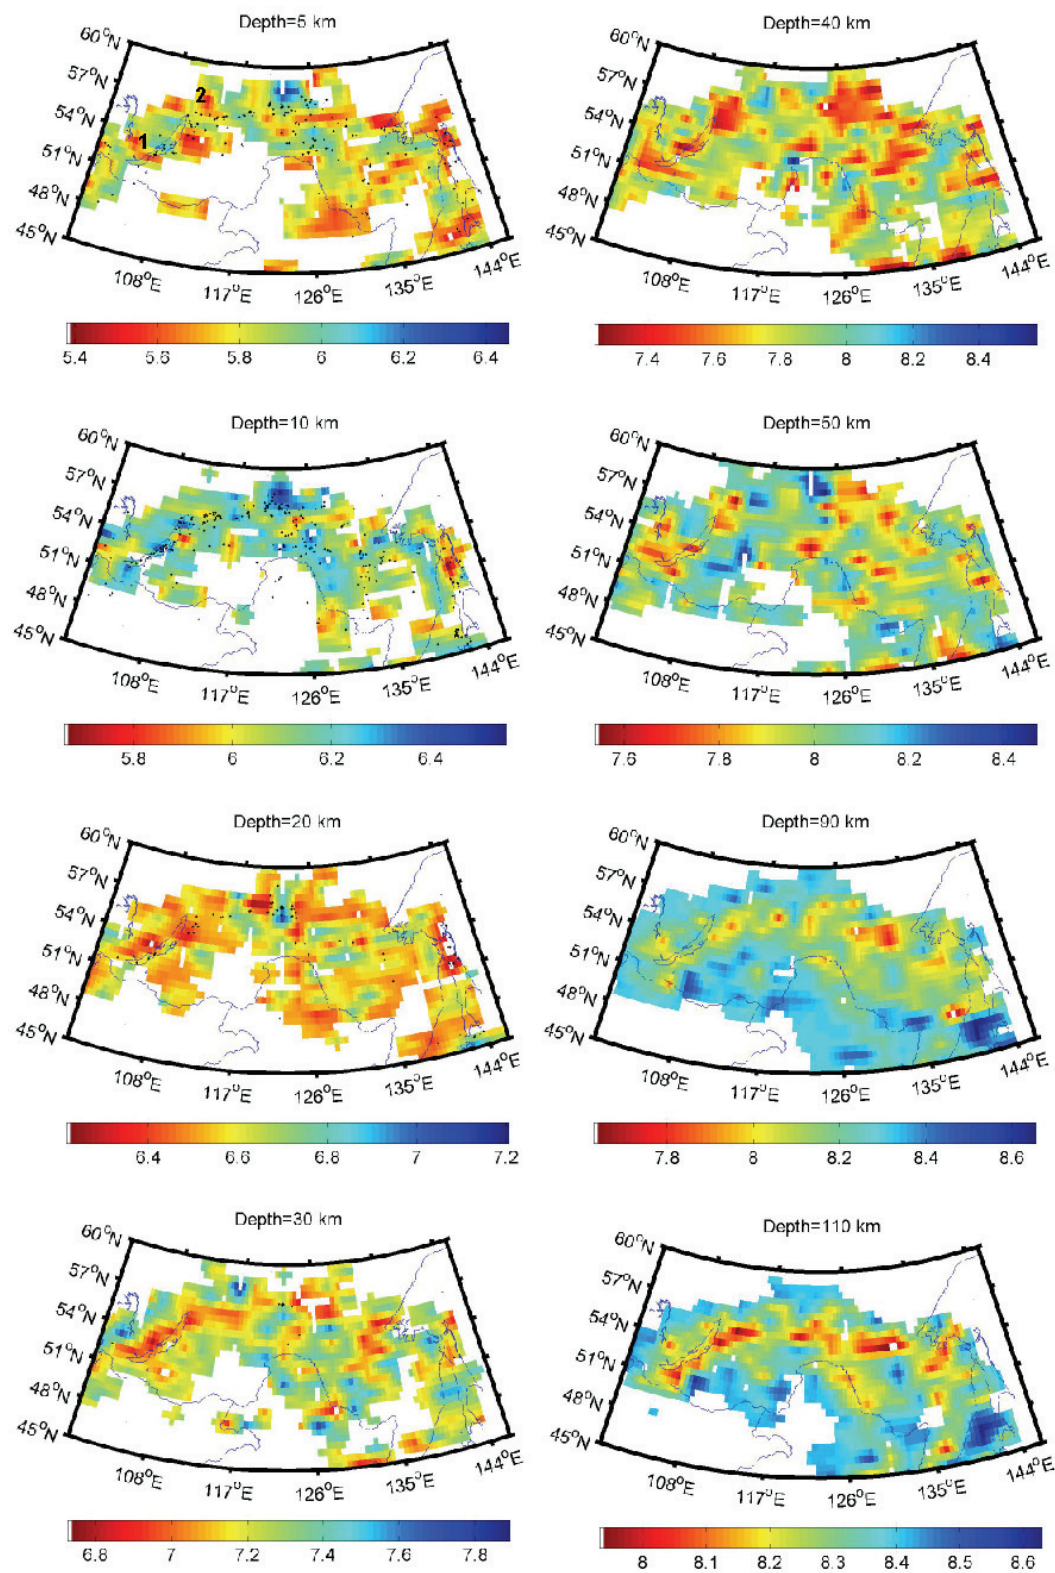 Depth=5 km
60°N
57°N
54°N
51°N
48°N
45°N
1
2
108°E
117°E
126°E
135°E
144°E
5.4 5.6 5.8 6 6.2 6.4
Depth=40 km
60°N
57°N
54°N
51°N
48°N
45°N
108°E
117°E
126°E
135°E
144°E
7.4 7.6 7.8 8 8.2 8.4
Depth=10 km
60°N
57°N
54°N
51°N
48°N
45°N
108°E
117°E
126°E
135°E
144°E
5.8 6 6.2 6.4
Depth=50 km
60°N
57°N
54°N
51°N
48°N
45°N
108°E
117°E
126°E
135°E
144°E
7.6 7.8 8 8.2 8.4
Depth=20 km
60°N
57°N
54°N
51°N
48°N
45°N
108°E
117°E
126°E
135°E
144°E
6.4 6.6 6.8 7 7.2
Depth=90 km
60°N
57°N
54°N
51°N
48°N
45°N
108°E
117°E
126°E
135°E
144°E
7.8 8 8.2 8.4 8.6
Depth=30 km
60°N
57°N
54°N
51°N
48°N
45°N
108°E
117°E
126°E
135°E
144°E
6.8 7 7.2 7.4 7.6 7.8
Depth=110 km
60°N
57°N
54°N
51°N
48°N
45°N
108°E
117°E
126°E
135°E
144°E
8 8.1 8.2 8.3 8.4 8.5 8.6